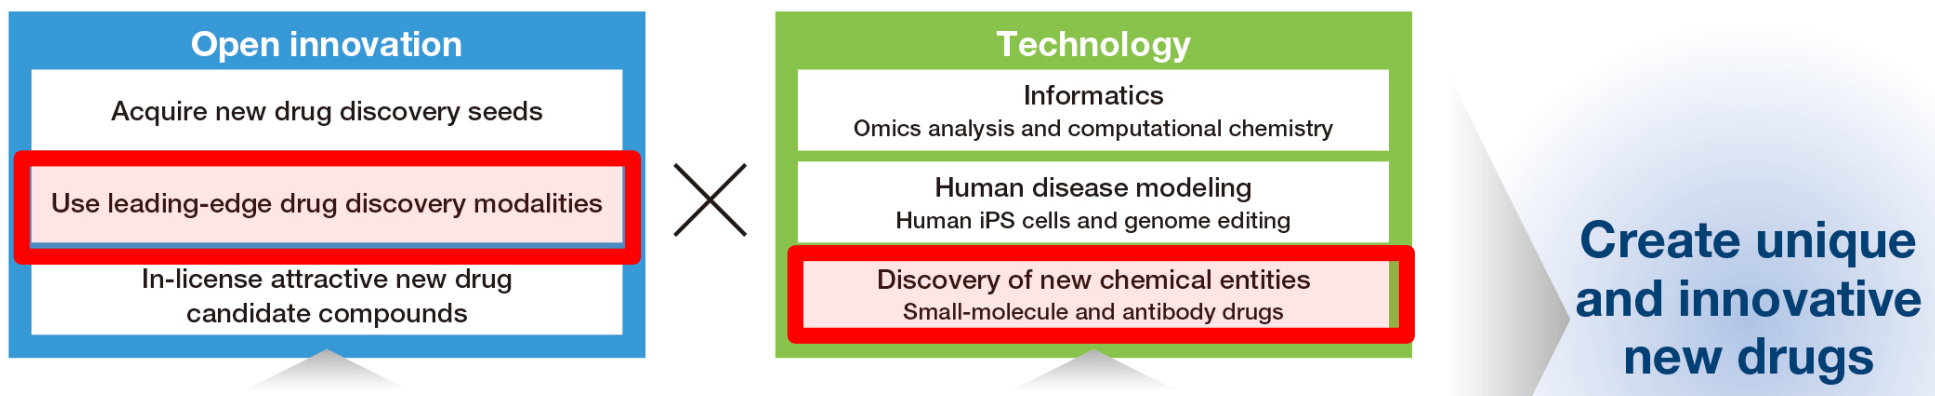 Open innovation
Acquire new drug discovery seeds
Use leading-edge drug discovery modalities
In-license attractive new drug
candidate compounds
Technology
Informatics
Omics analysis and computational chemistry
Human disease modeling
Human iPS cells and genome editing
Discovery of new chemical entities
Small-molecule and antibody drugs
Create unique
and innovative
new drugs